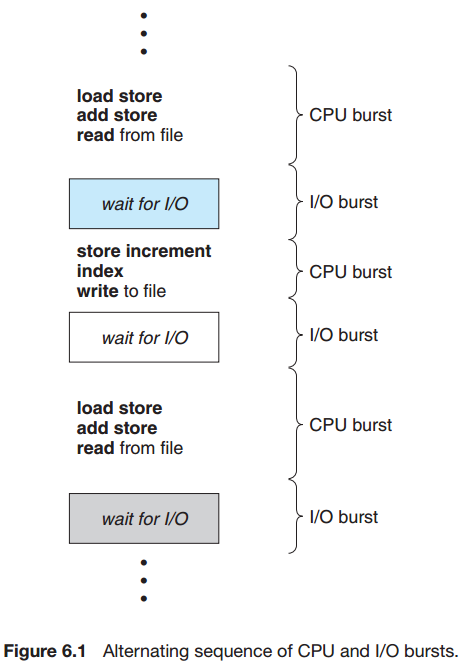 load store
add store
read from file
CPU burst
wait for I/O
I/O burst
store increment
index
write to file
CPU burst
wait for I/O
I/O burst
load store
add store
read from file
CPU burst
wait for I/O
I/O burst
Figure 6.1 Alternating sequence of CPU and I/O bursts.